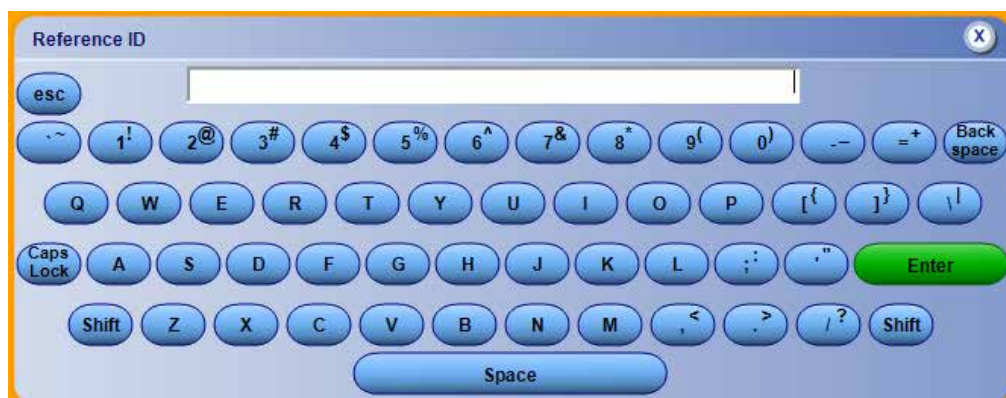 Reference ID X
esc
` ~ 1! 2@ 3# 4$ 5% 6^ 7& 8* 9( 0) -_ =+ Back space
Q W E R T Y U I O P [{ ]} \|
Caps Lock A S D F G H J K L ;: '" Enter
Shift Z X C V B N M ,< .> /? Shift
Space